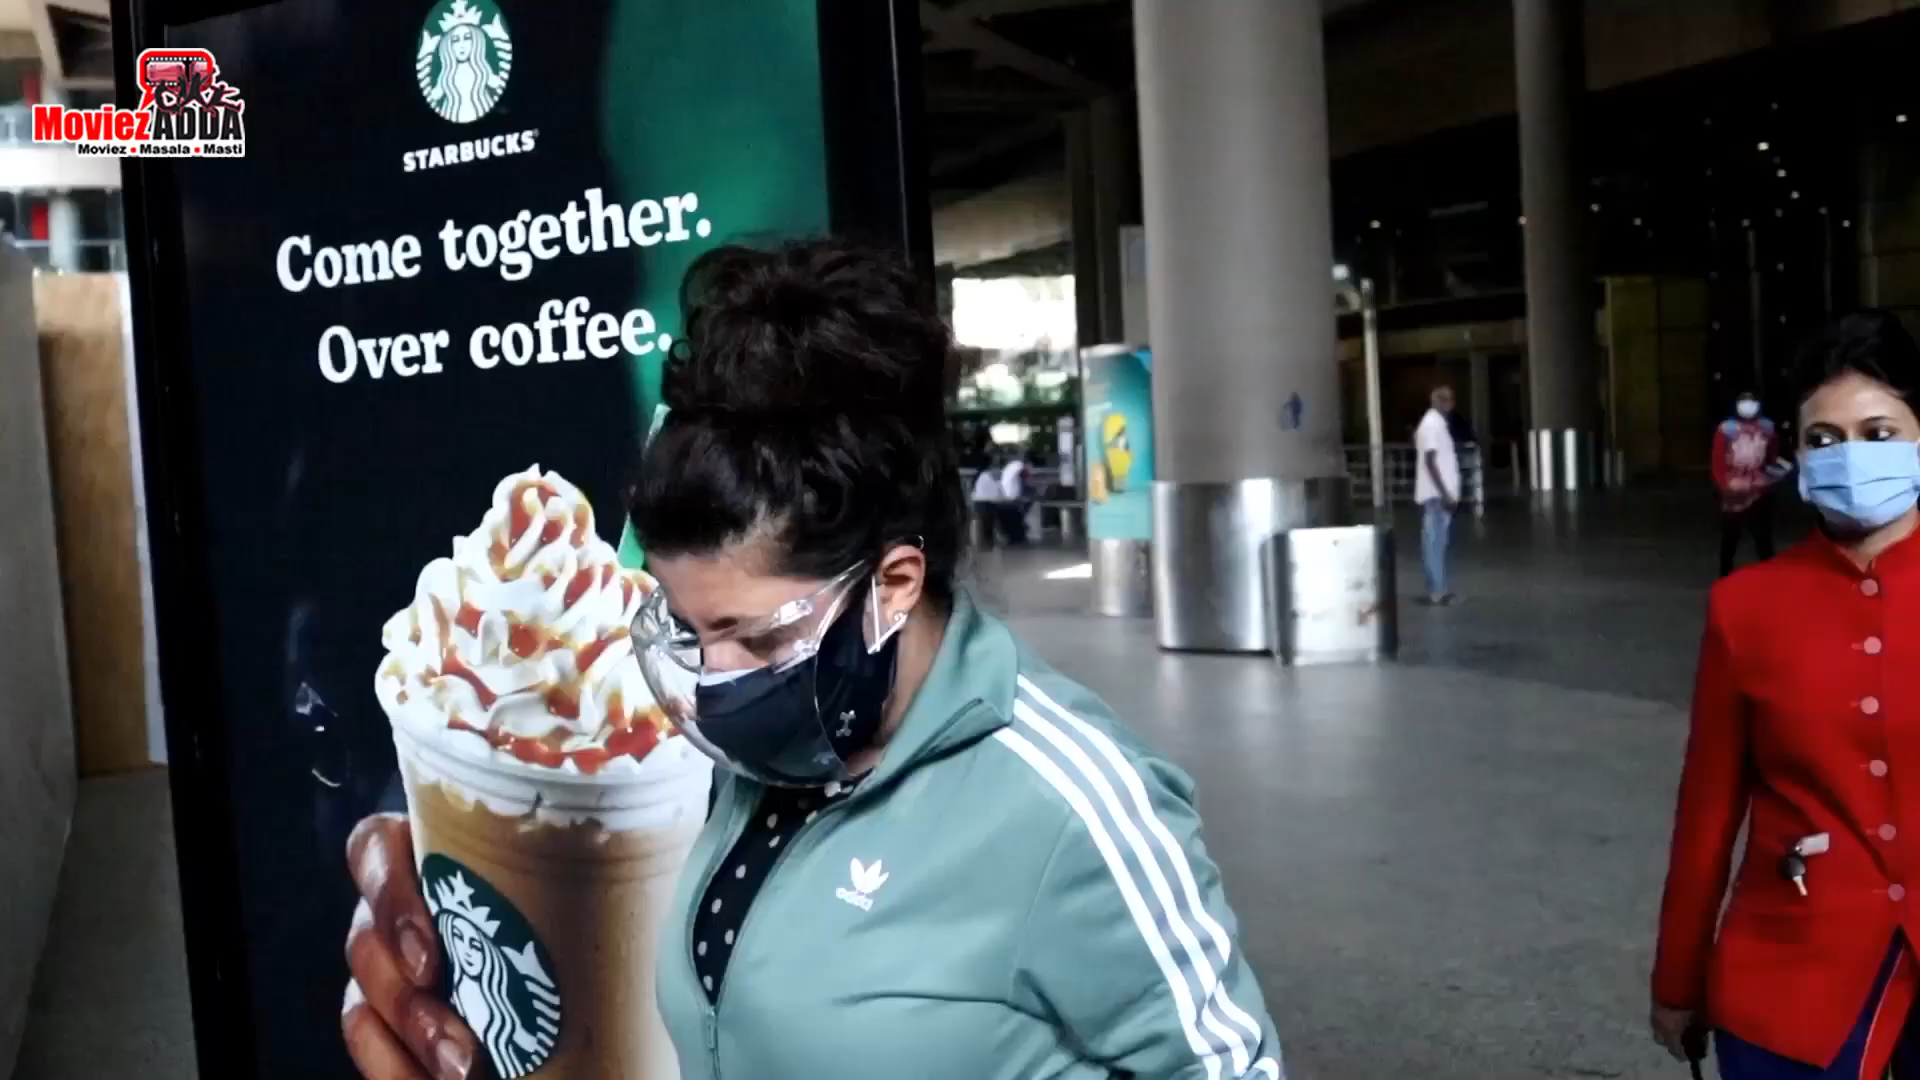 MoviezADDA
Moviez • Masala • Masti
STARBUCKS
Come together.
Over coffee.
adidas